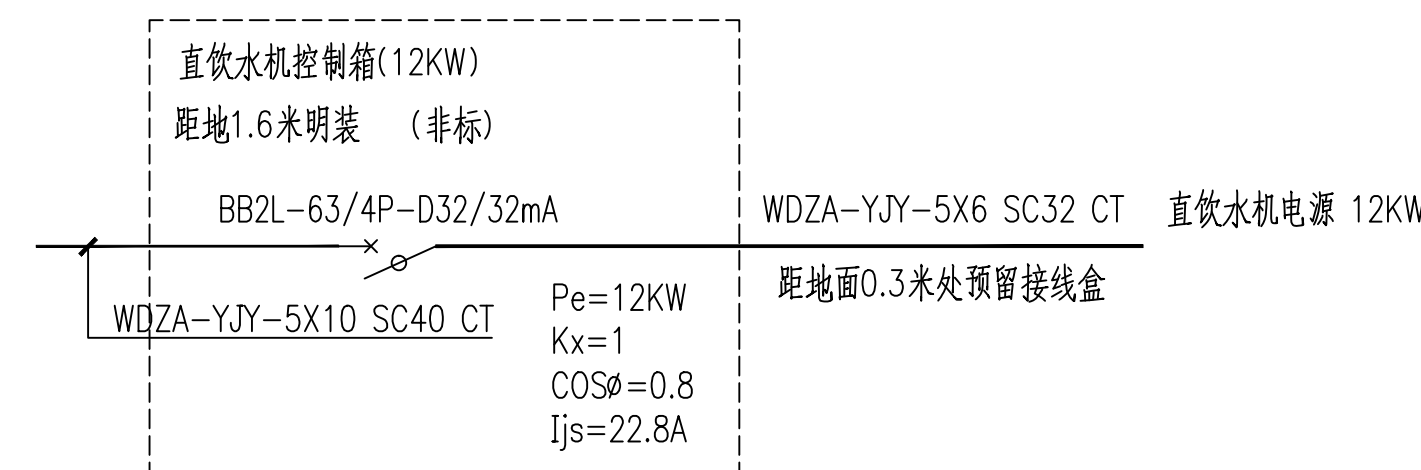 直饮水机控制箱(12KW)
距地1.6米明装 (非标)
BB2L-63/4P-D32/32mA
WDZA-YJY-5X6 SC32 CT 直饮水机电源 12KW
距地面0.3米处预留接线盒
WDZA-YJY-5X10 SC40 CT
Pe=12KW
Kx=1
COSø=0.8
Ijs=22.8A